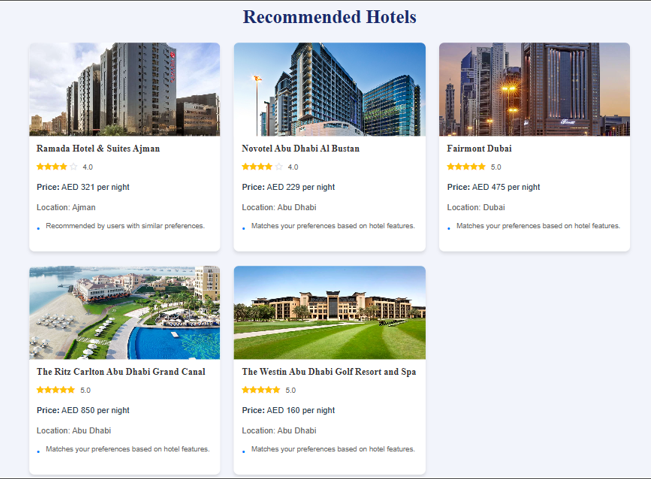 Recommended Hotels
Ramada Hotel & Suites Ajman
4.0
Price: AED 321 per night
Location: Ajman
Recommended by users with similar preferences.
Novotel Abu Dhabi Al Bustan
4.0
Price: AED 229 per night
Location: Abu Dhabi
Matches your preferences based on hotel features.
Fairmont Dubai
5.0
Price: AED 475 per night
Location: Dubai
Matches your preferences based on hotel features.
The Ritz Carlton Abu Dhabi Grand Canal
5.0
Price: AED 850 per night
Location: Abu Dhabi
Matches your preferences based on hotel features.
The Westin Abu Dhabi Golf Resort and Spa
5.0
Price: AED 160 per night
Location: Abu Dhabi
Matches your preferences based on hotel features.